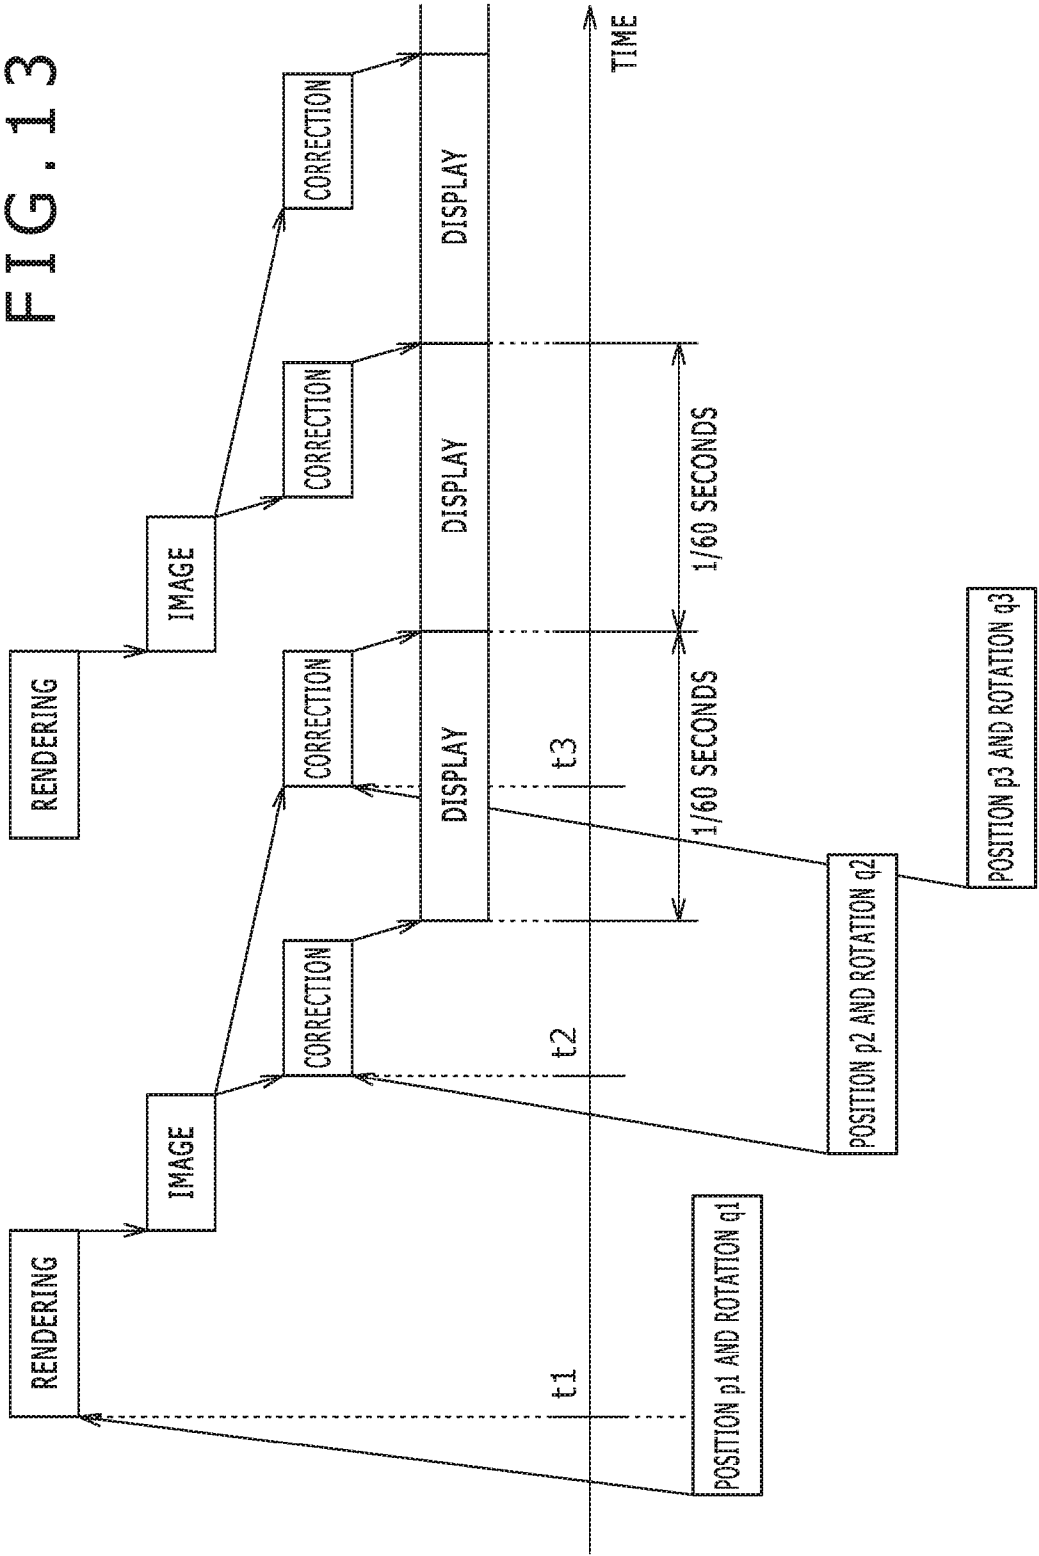 FIG.13
RENDERING
RENDERING
IMAGE
IMAGE
CORRECTION
CORRECTION
CORRECTION
CORRECTION
DISPLAY
DISPLAY
DISPLAY
t1
t2
t3
TIME
1/60 SECONDS
1/60 SECONDS
POSITION p1 AND ROTATION q1
POSITION p2 AND ROTATION q2
POSITION p3 AND ROTATION q3